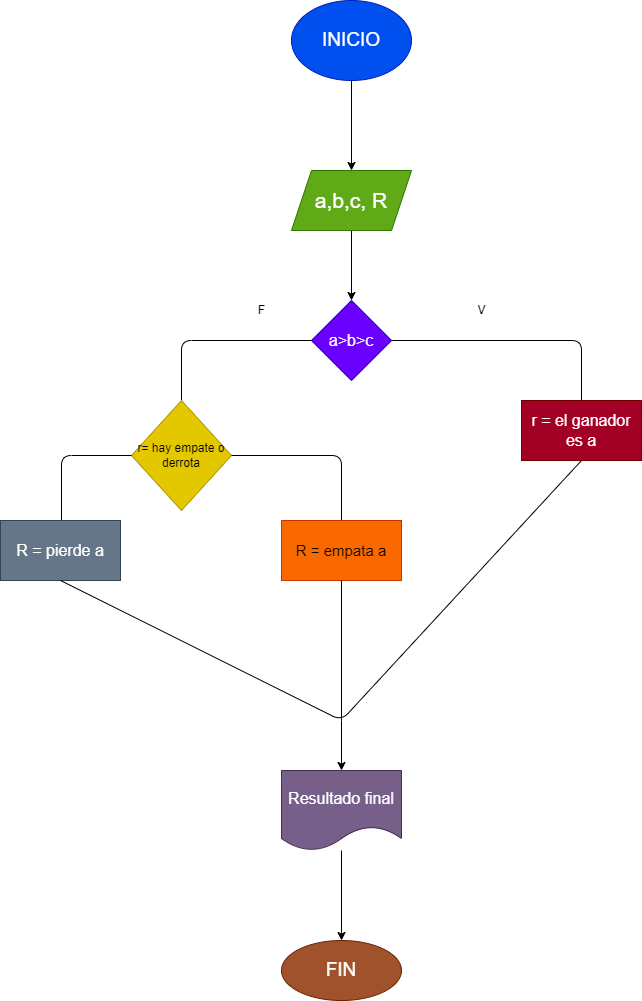 INICIO
a,b,c, R
F
V
a>b>c
r = el ganador
es a
r= hay empate o
derrota
R = pierde a
R = empata a
Resultado final
FIN